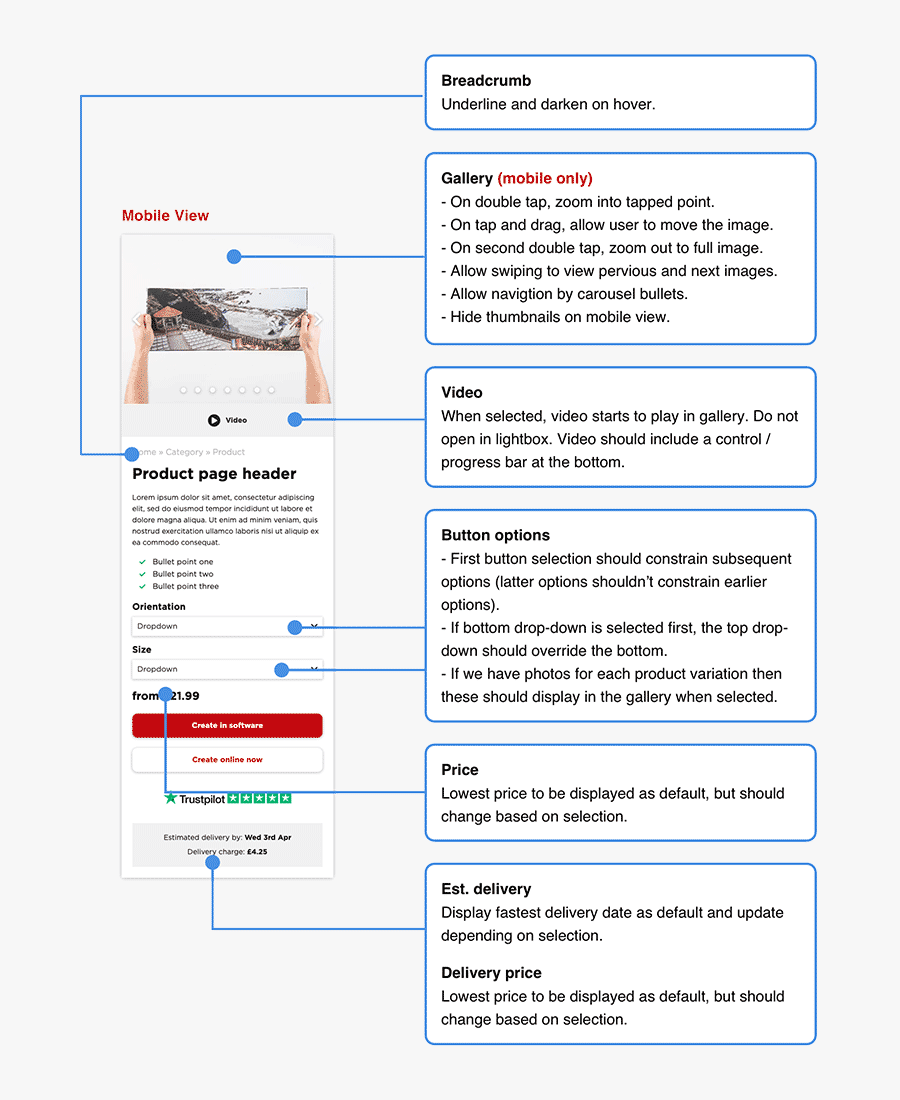 Breadcrumb
Underline and darken on hover.
Gallery (mobile only)
- On double tap, zoom into tapped point.
- On tap and drag, allow user to move the image.
- On second double tap, zoom out to full image.
- Allow swiping to view pervious and next images.
- Allow navigtion by carousel bullets.
- Hide thumbnails on mobile view.
Mobile View
Video
Video
When selected, video starts to play in gallery. Do not
open in lightbox. Video should include a control /
progress bar at the bottom.
ome » Category » Product
Product page header
Lorem ipsum dolor sit amet, consectetur adipiscing
elit, sed do eiusmod tempor incididunt ut labore et
dolore magna aliqua. Ut enim ad minim veniam, quis
nostrud exercitation ullamco laboris nisi ut aliquip ex
ea commodo consequat.
Bullet point one
Bullet point two
Bullet point three
Orientation
Dropdown
Size
Dropdown
from 21.99
Create in software
Create online now
Trustpilot
Estimated delivery by: Wed 3rd Apr
Delivery charge: £4.25
Button options
- First button selection should constrain subsequent
options (latter options shouldn't constrain earlier
options).
- If bottom drop-down is selected first, the top drop-
down should override the bottom.
- If we have photos for each product variation then
these should display in the gallery when selected.
Price
Lowest price to be displayed as default, but should
change based on selection.
Est. delivery
Display fastest delivery date as default and update
depending on selection.
Delivery price
Lowest price to be displayed as default, but should
change based on selection.